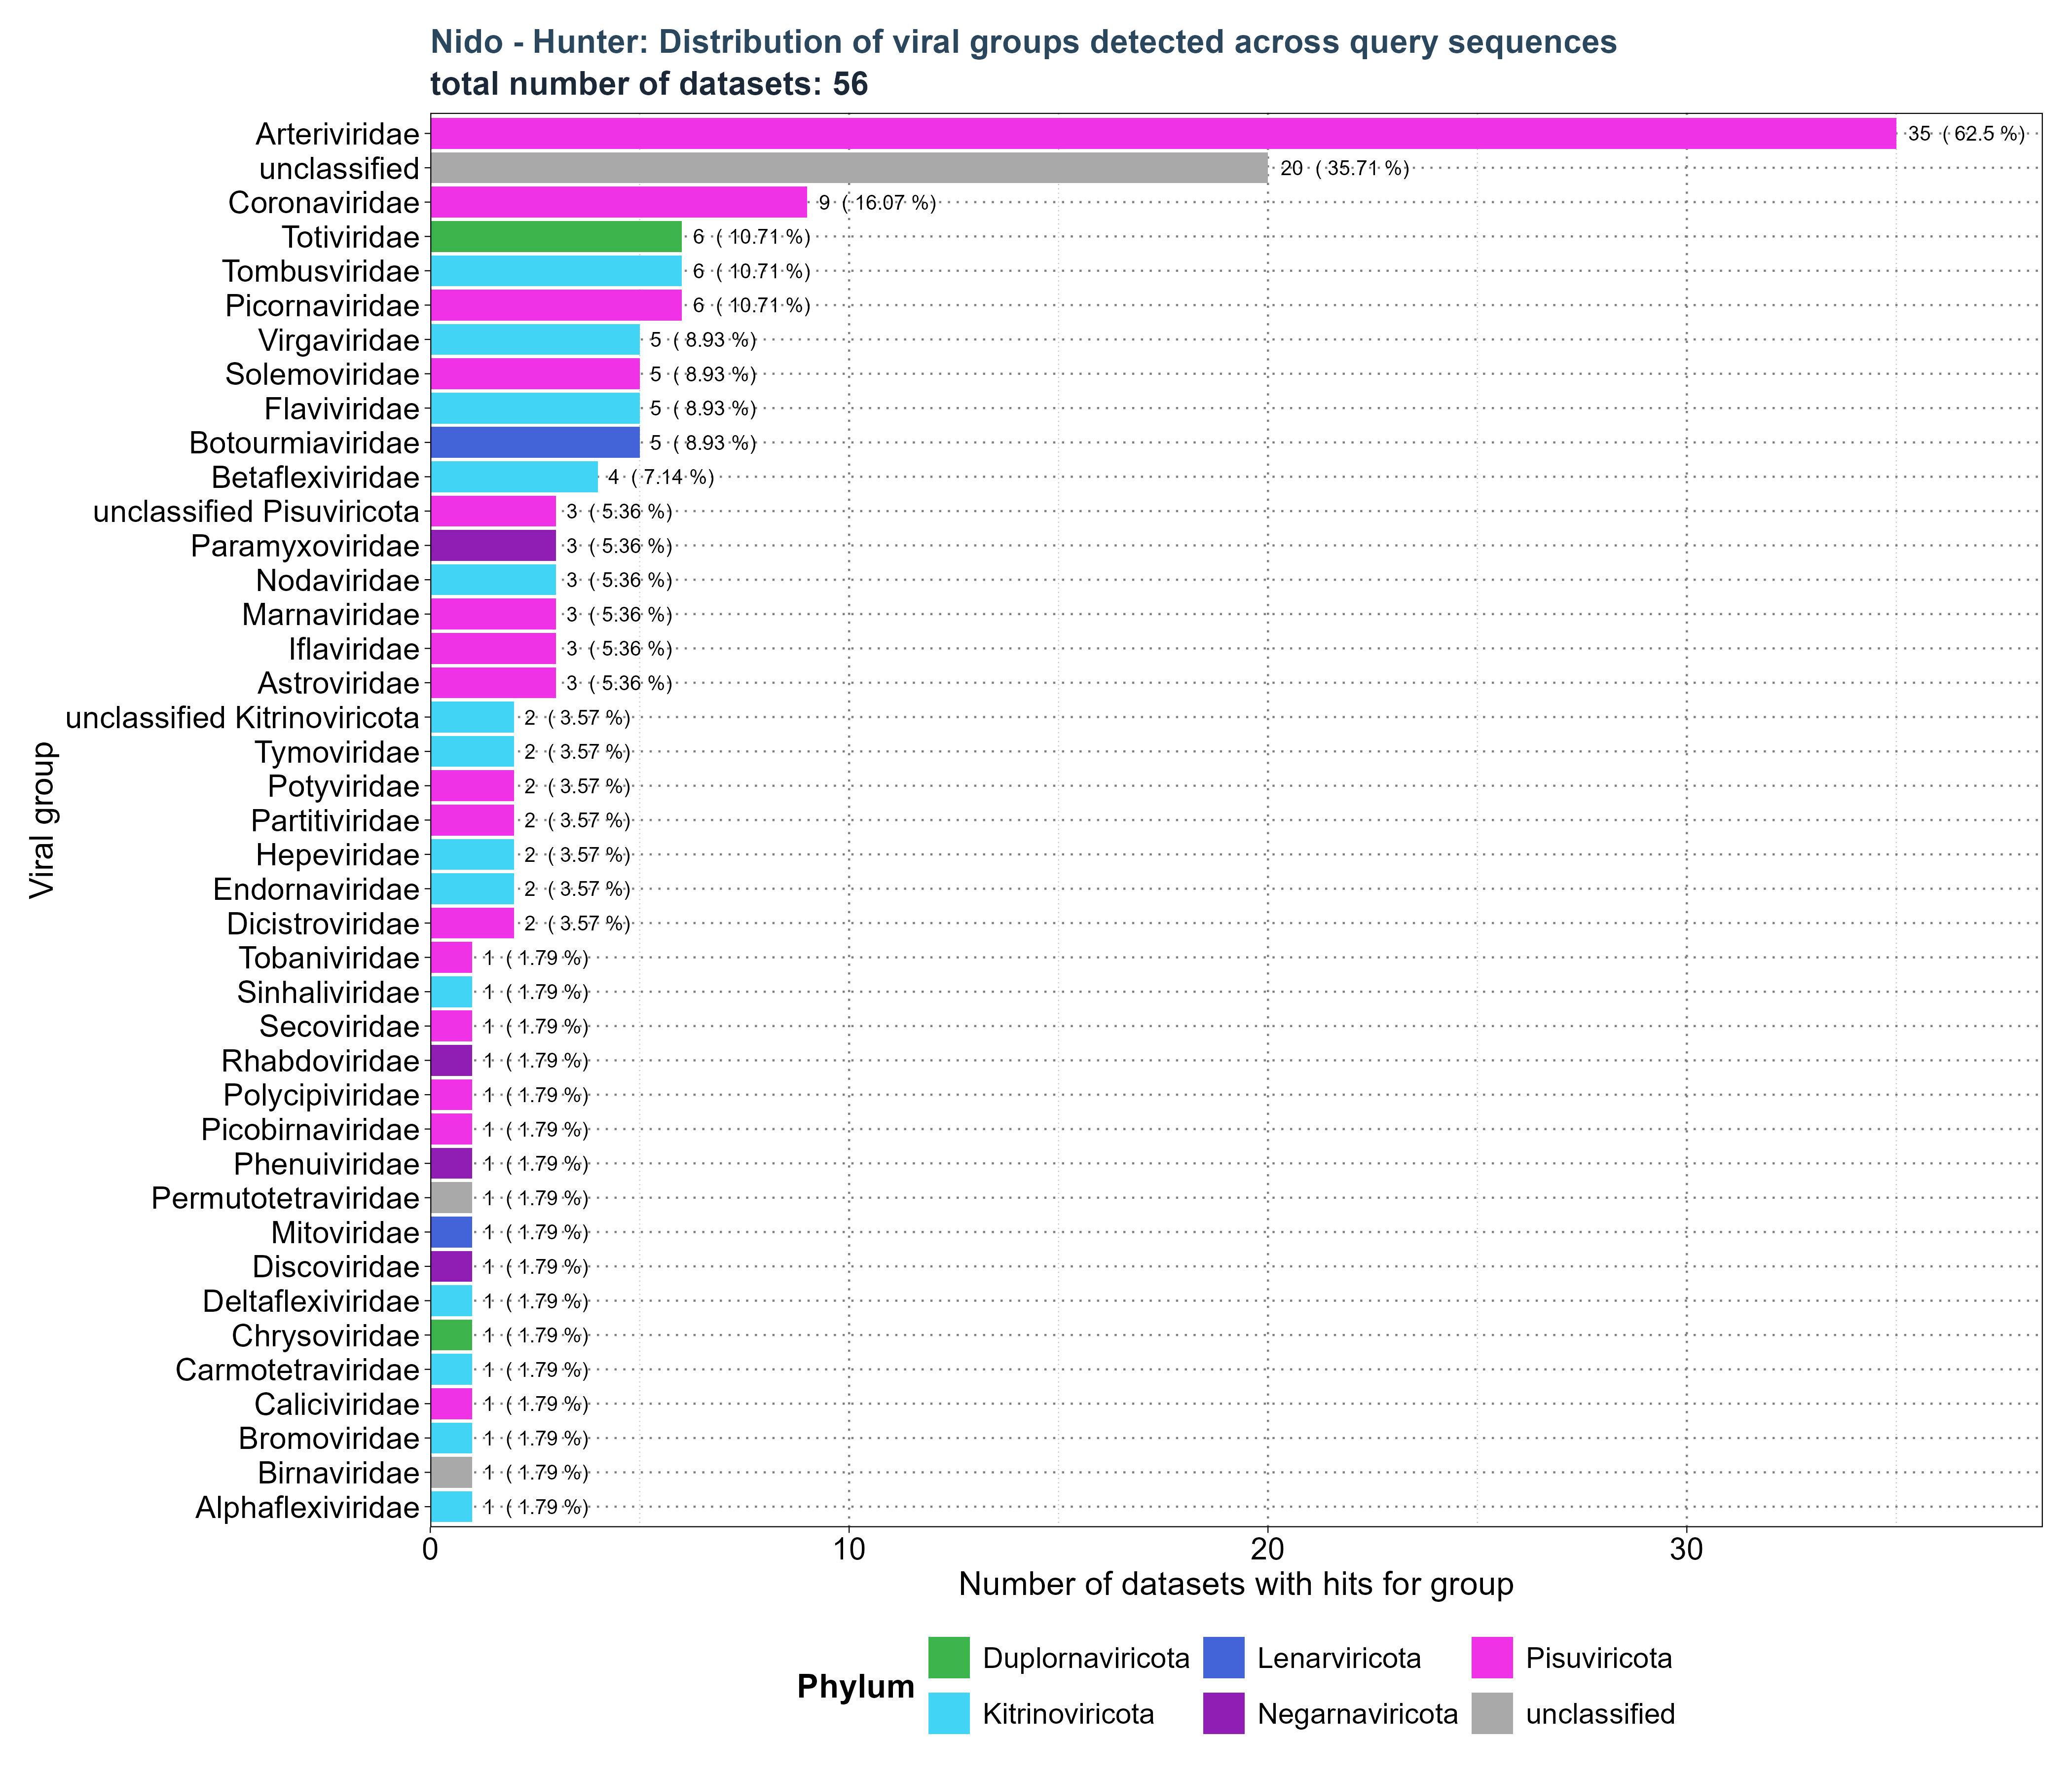 Nido - Hunter: Distribution of viral groups detected across query sequences
total number of datasets: 56
Arteriviridae 35 ( 62.5 %)
unclassified 20 ( 35.71 %)
Coronaviridae 9 ( 16.07 %)
Totiviridae 6 ( 10.71 %)
Tombusviridae 6 ( 10.71 %)
Picornaviridae 6 ( 10.71 %)
Virgaviridae 5 ( 8.93 %)
Solemoviridae 5 ( 8.93 %)
Flaviviridae 5 ( 8.93 %)
Botourmiaviridae 5 ( 8.93 %)
Betaflexiviridae 4 ( 7.14 %)
unclassified Pisuviricota 3 ( 5.36 %)
Paramyxoviridae 3 ( 5.36 %)
Nodaviridae 3 ( 5.36 %)
Marnaviridae 3 ( 5.36 %)
Iflaviridae 3 ( 5.36 %)
Astroviridae 3 ( 5.36 %)
unclassified Kitrinoviricota 2 ( 3.57 %)
Tymoviridae 2 ( 3.57 %)
Potyviridae 2 ( 3.57 %)
Partitiviridae 2 ( 3.57 %)
Hepeviridae 2 ( 3.57 %)
Endornaviridae 2 ( 3.57 %)
Dicistroviridae 2 ( 3.57 %)
Tobaniviridae 1 ( 1.79 %)
Sinhaliviridae 1 ( 1.79 %)
Secoviridae 1 ( 1.79 %)
Rhabdoviridae 1 ( 1.79 %)
Polycipiviridae 1 ( 1.79 %)
Picobirnaviridae 1 ( 1.79 %)
Phenuiviridae 1 ( 1.79 %)
Permutotetraviridae 1 ( 1.79 %)
Mitoviridae 1 ( 1.79 %)
Discoviridae 1 ( 1.79 %)
Deltaflexiviridae 1 ( 1.79 %)
Chrysoviridae 1 ( 1.79 %)
Carmotetraviridae 1 ( 1.79 %)
Caliciviridae 1 ( 1.79 %)
Bromoviridae 1 ( 1.79 %)
Birnaviridae 1 ( 1.79 %)
Alphaflexiviridae 1 ( 1.79 %)
Viral group
0 10 20 30
Number of datasets with hits for group
Phylum
Duplornaviricota Lenarviricota Pisuviricota
Kitrinoviricota Negarnaviricota unclassified